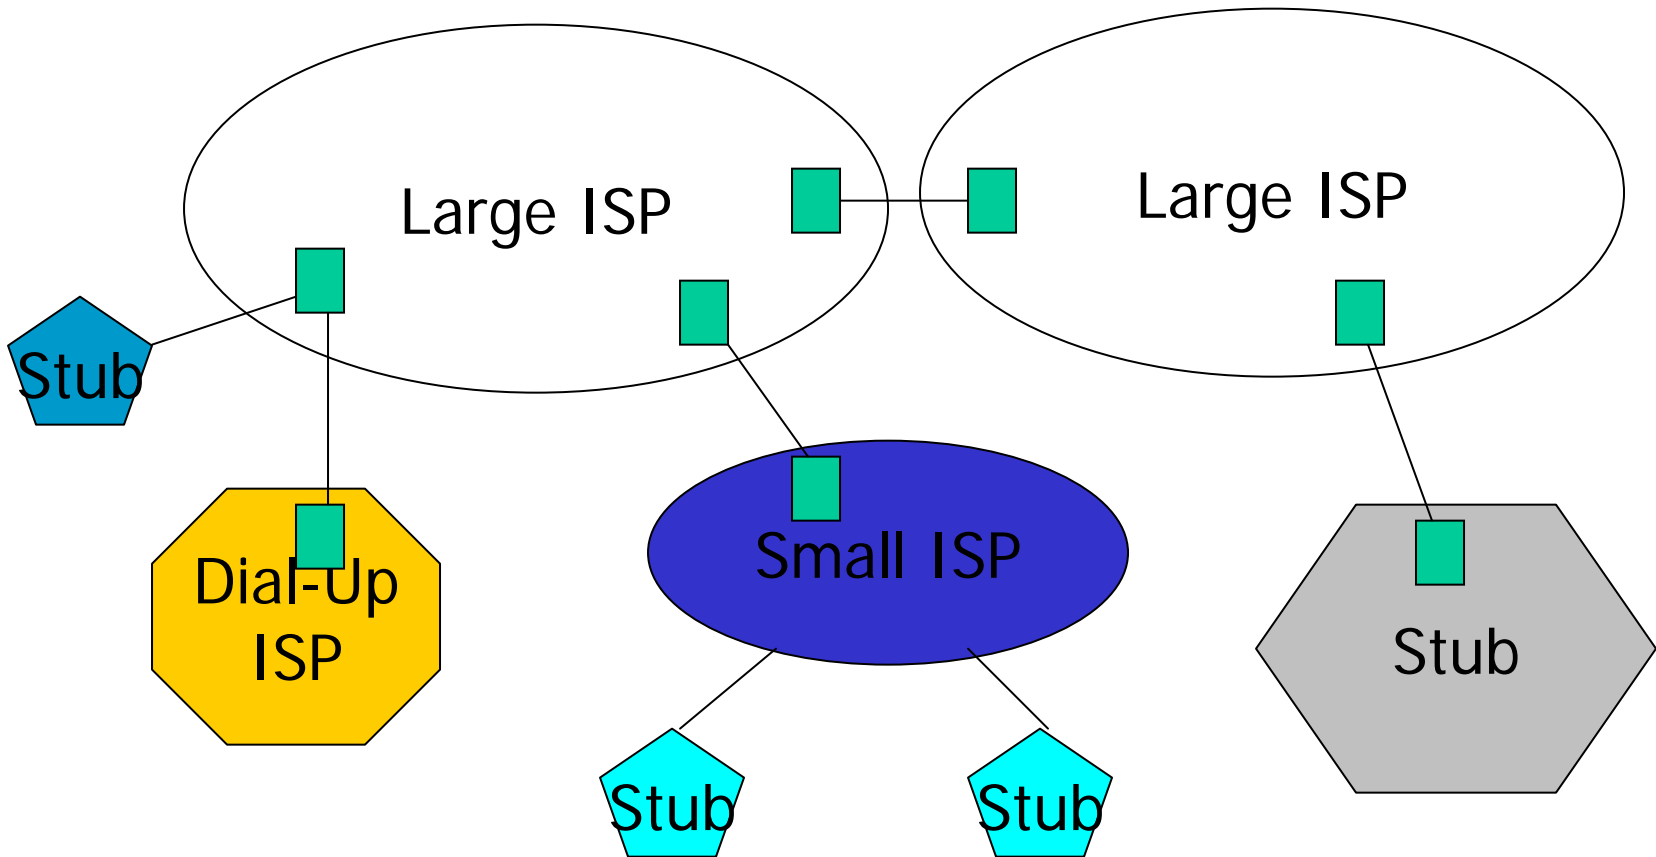 Large ISP
Large ISP
Stub
Dial-Up
ISP
Small ISP
Stub
Stub
Stub